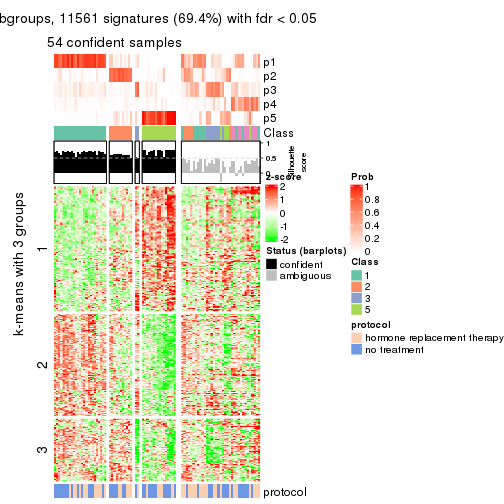 bgroups, 11561 signatures (69.4%) with fdr < 0.05
54 confident samples
p1
p2
p3
p4
p5
Class
1
0.5
0
Silhouette
score
k-means with 3 groups
1
2
3
protocol
z-score
2
1
0
-1
-2
Status (barplots)
confident
ambiguous
Prob
1
0.8
0.6
0.4
0.2
0
Class
1
2
3
5
protocol
hormone replacement therapy
no treatment